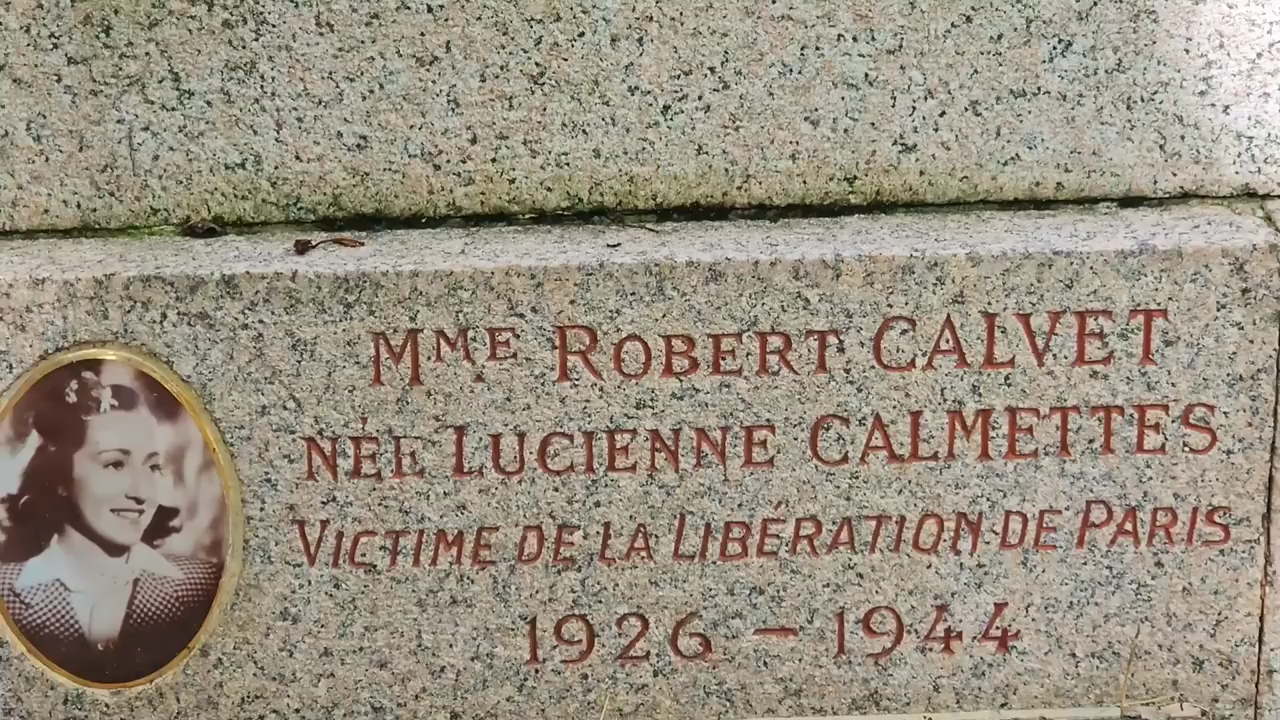 Mme Robert CALVET
NÉE LUCIENNE CALMETTES
VICTIME DE LA LIBÉRATION DE PARIS
1926 - 1944